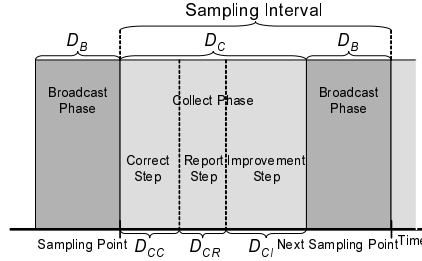 Sampling Interval
D_B D_C D_B
Broadcast Phase
Collect Phase
Broadcast Phase
Correct Step
Report Step
Improvement Step
Sampling Point
D_CC D_CR D_CI
Next Sampling Point
Time